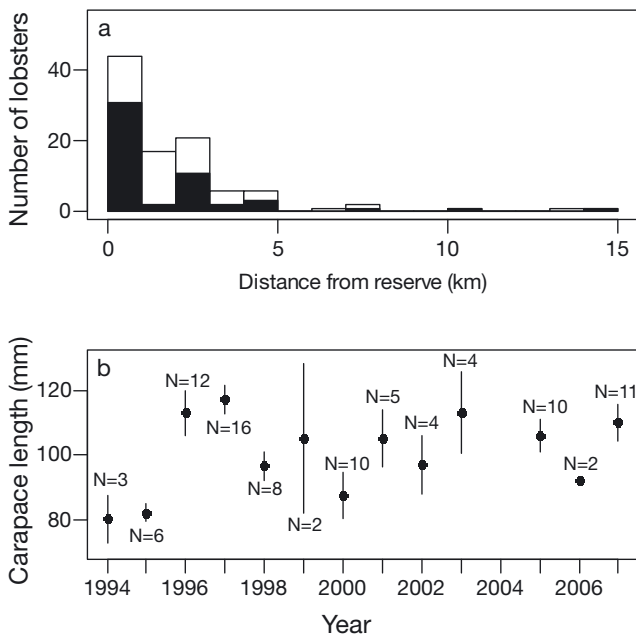 a
Number of lobsters
40
20
0
0 5 10 15
Distance from reserve (km)
b
Carapace length (mm)
120
100
80
N=3
N=6
N=12
N=16
N=8
N=2
N=10
N=5
N=4
N=4
N=10
N=2
N=11
1994 1996 1998 2000 2002 2004 2006
Year